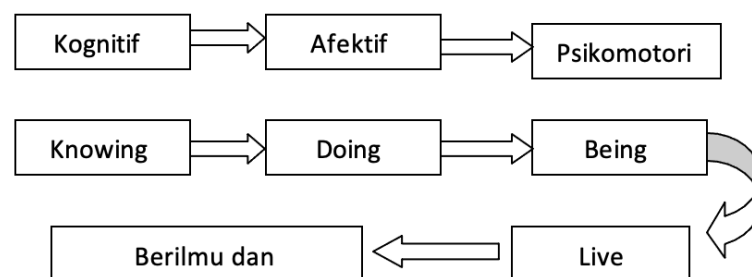 Kognitif Afektif Psikomotori
Knowing Doing Being
Berilmu dan Live